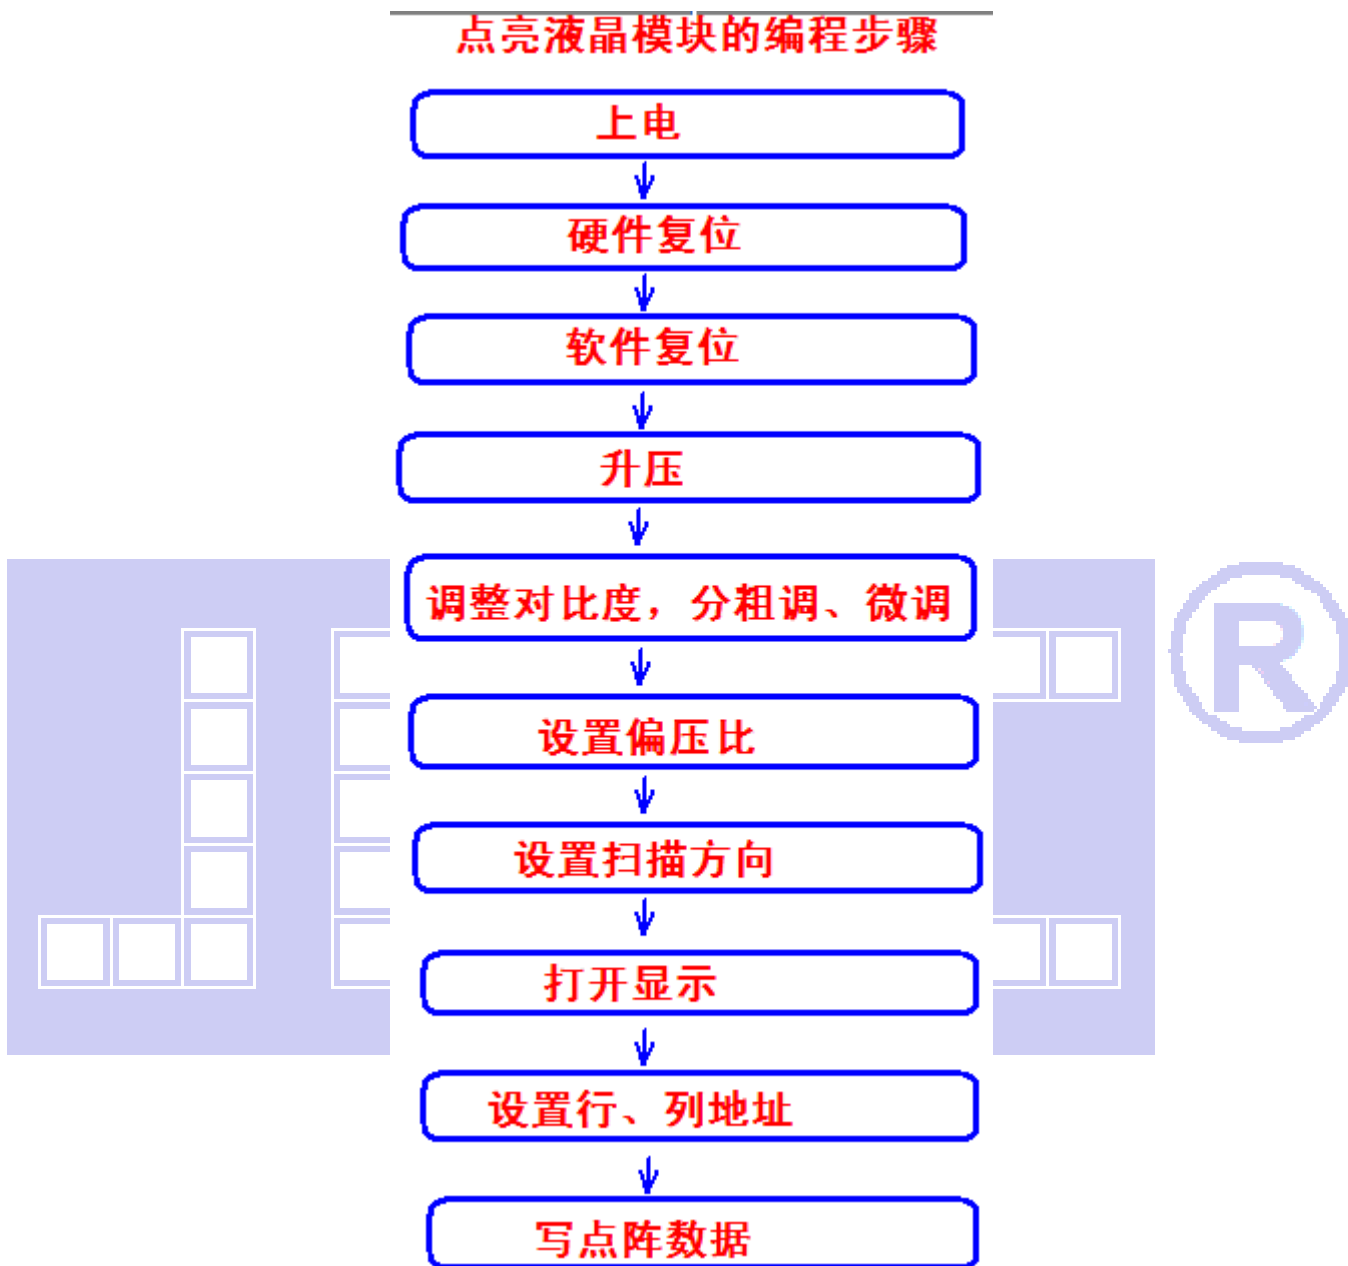 点亮液晶模块的编程步骤
上电
硬件复位
软件复位
升压
调整对比度，分粗调、微调
设置偏压比
设置扫描方向
打开显示
设置行、列地址
写点阵数据
®